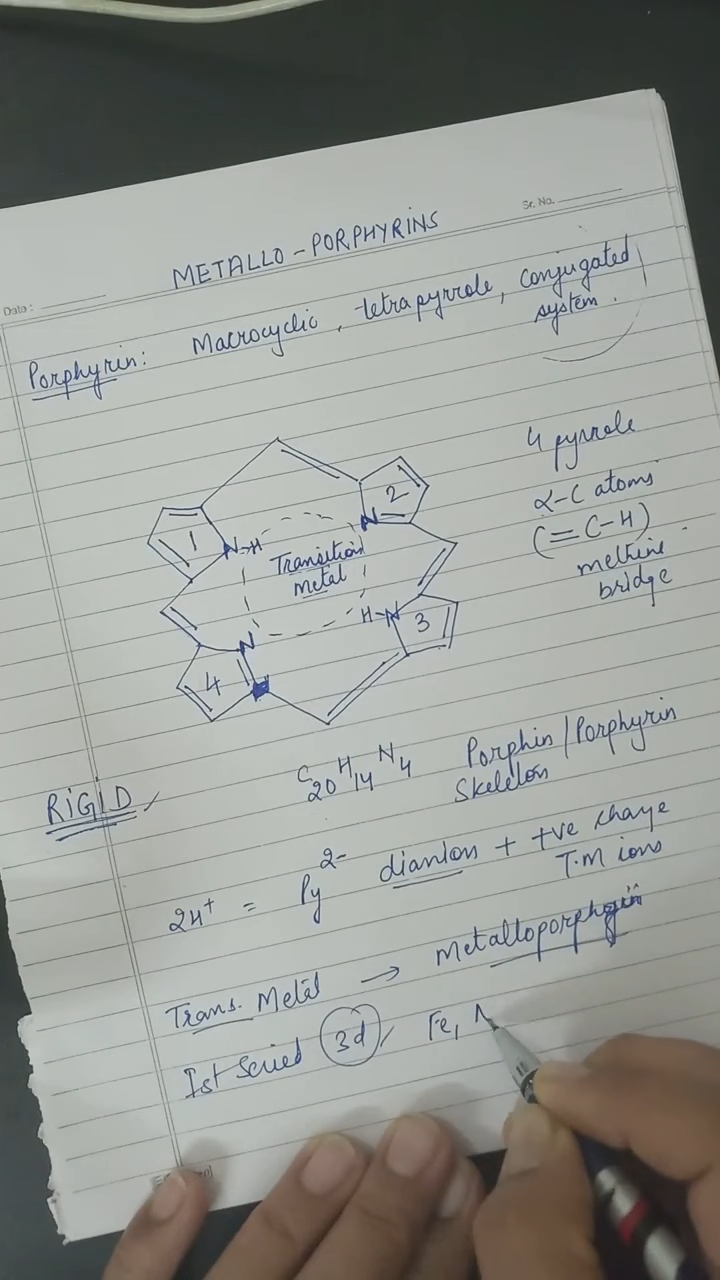 Sr. No.
METALLO-PORPHYRINS
Date :
Porphyrin: Macrocyclic, tetrapyrrole, conjugated
system.
4 pyrrole
α-C atoms
(=C-H)
methine
bridge
1
2
N-H
N
Transition
Metal
H-N
3
N
4
C20H14N4 Porphin/Porphyrin
Skeleton
RIGID
2H+ = Py2- dianion + +ve charge
T.M ions
Trans. Metal → Metalloporphyrin
Ist Seried 3d, Fe, N